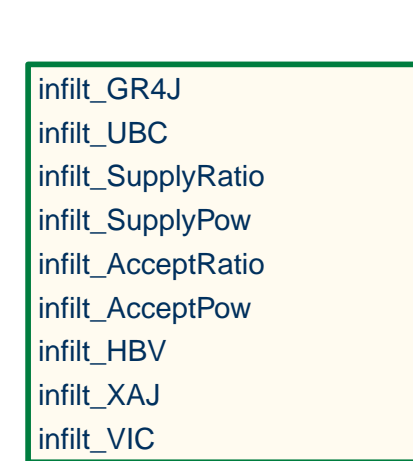 infilt_GR4J
infilt_UBC
infilt_SupplyRatio
infilt_SupplyPow
infilt_AcceptRatio
infilt_AcceptPow
infilt_HBV
infilt_XAJ
infilt_VIC